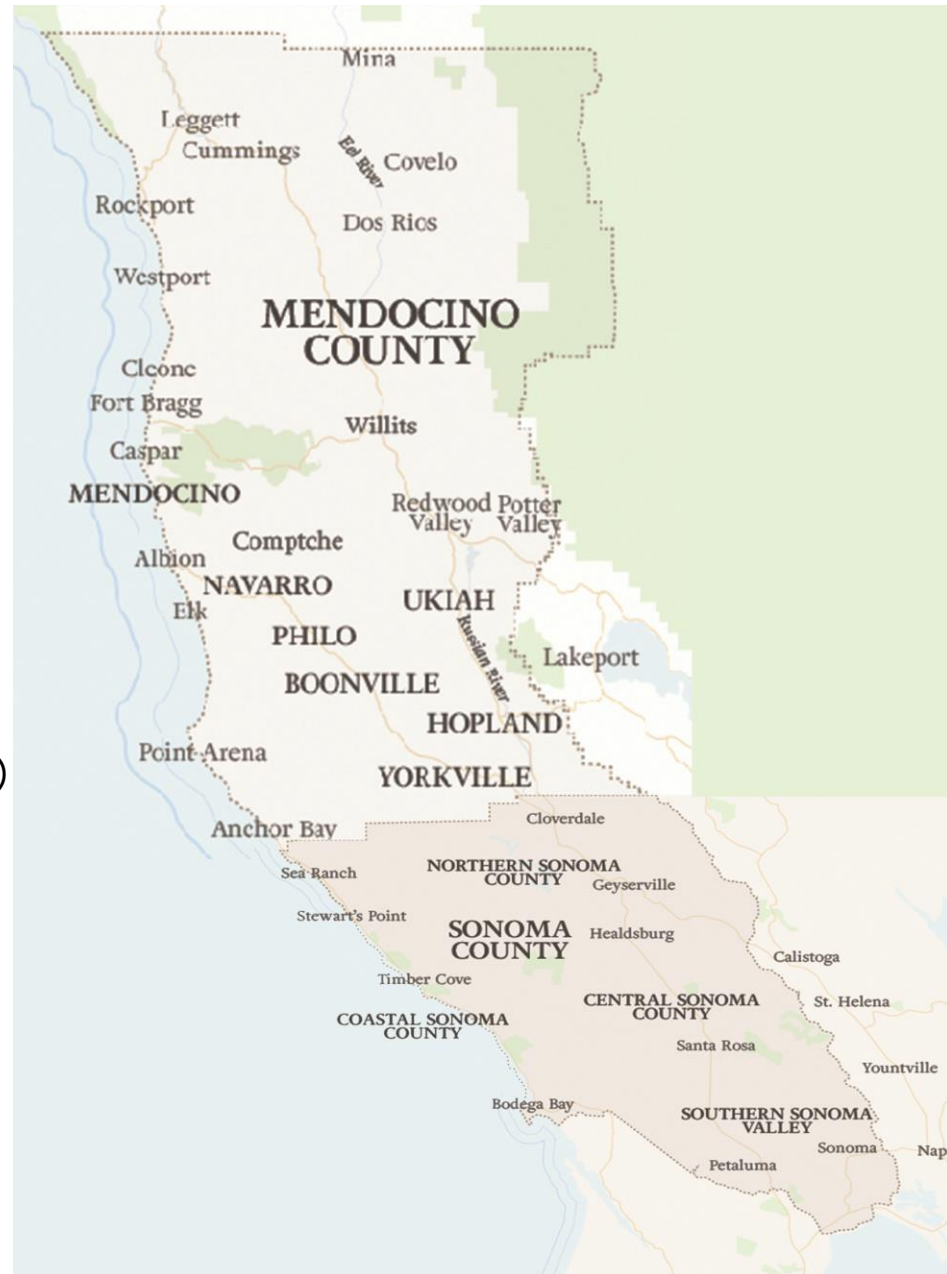 Mina
Leggett
Cummings
Eel River
Covelo
Rockport
Dos Rios
Westport
MENDOCINO
COUNTY
Cleone
Fort Bragg
Willits
Caspar
MENDOCINO
Redwood
Valley
Potter
Valley
Comptche
Albion
NAVARRO
UKIAH
Elk
Russian River
PHILO
Lakeport
BOONVILLE
HOPLAND
Point Arena
)
YORKVILLE
Cloverdale
Anchor Bay
NORTHERN SONOMA
COUNTY
Sea Ranch
Geyserville
Stewart's Point
SONOMA
COUNTY
Healdsburg
Calistoga
Timber Cove
CENTRAL SONOMA
COUNTY
St. Helena
COASTAL SONOMA
COUNTY
Santa Rosa
Yountville
Bodega Bay
SOUTHERN SONOMA
VALLEY
Sonoma
Nap
Petaluma